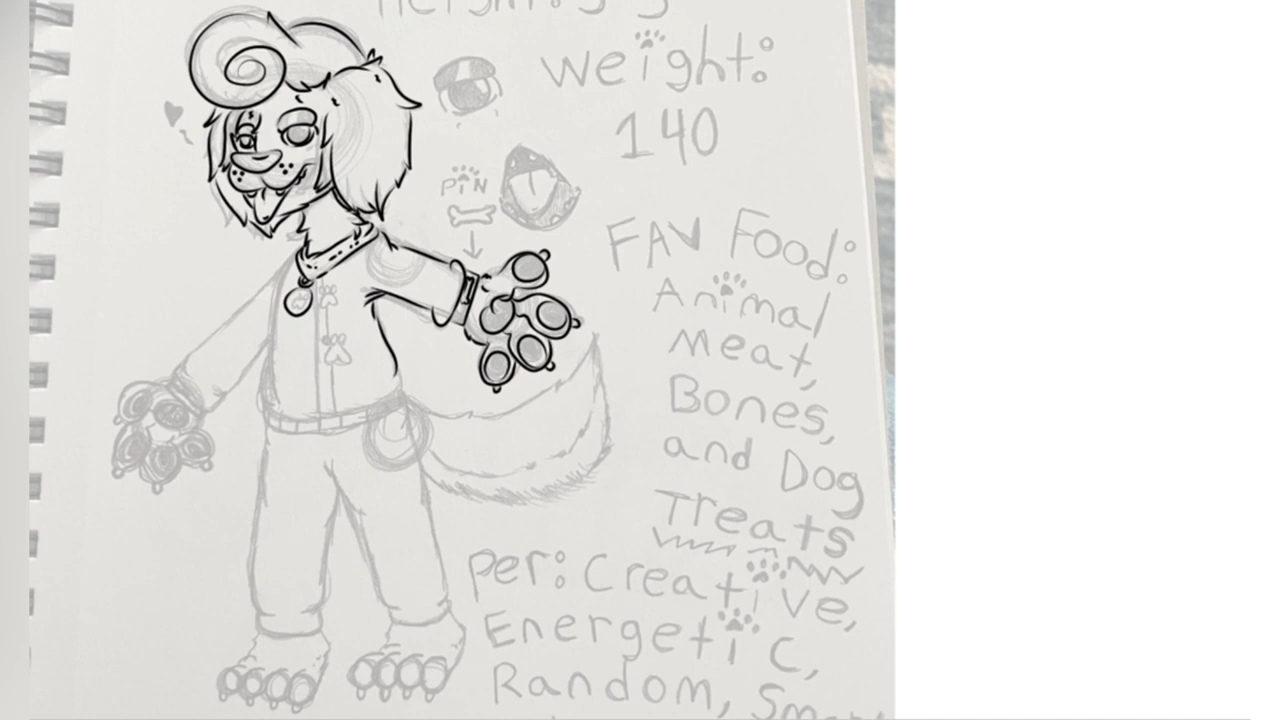 weight:
140
PiN
FAV Food:
Animal
Meat,
Bones,
and Dog
Treats
per: Creative,
Energetic,
Random,